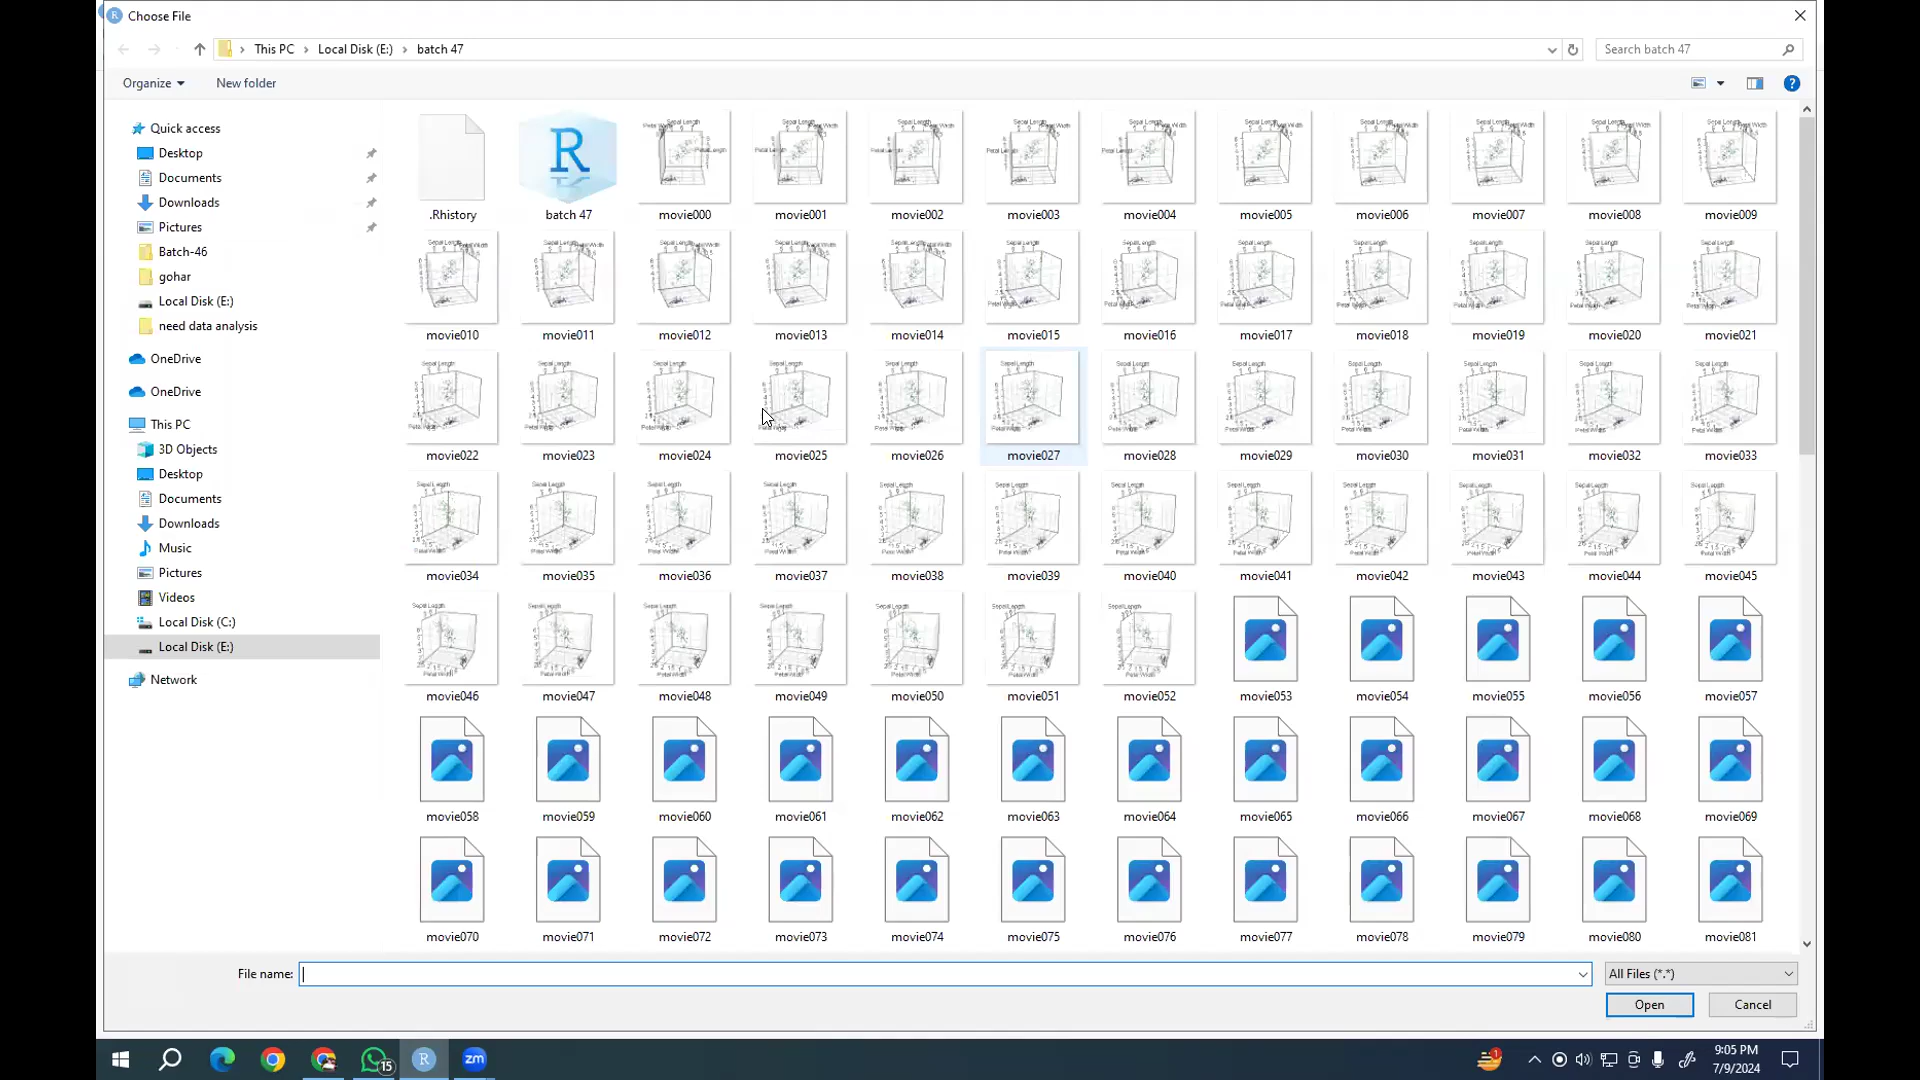 Choose File
This PC > Local Disk (E:) > batch 47
Search batch 47
Organize
New folder
Quick access
Desktop
Documents
Downloads
Pictures
Batch-46
gohar
Local Disk (E:)
need data analysis
OneDrive
OneDrive
This PC
3D Objects
Desktop
Documents
Downloads
Music
Pictures
Videos
Local Disk (C:)
Local Disk (E:)
Network
.Rhistory batch 47 movie000 movie001 movie002 movie003 movie004 movie005 movie006 movie007 movie008 movie009
movie010 movie011 movie012 movie013 movie014 movie015 movie016 movie017 movie018 movie019 movie020 movie021
movie022 movie023 movie024 movie025 movie026 movie027 movie028 movie029 movie030 movie031 movie032 movie033
movie034 movie035 movie036 movie037 movie038 movie039 movie040 movie041 movie042 movie043 movie044 movie045
movie046 movie047 movie048 movie049 movie050 movie051 movie052 movie053 movie054 movie055 movie056 movie057
movie058 movie059 movie060 movie061 movie062 movie063 movie064 movie065 movie066 movie067 movie068 movie069
movie070 movie071 movie072 movie073 movie074 movie075 movie076 movie077 movie078 movie079 movie080 movie081
File name:
All Files (*.*)
Open
Cancel
15
R
zm
1
9:05 PM
7/9/2024